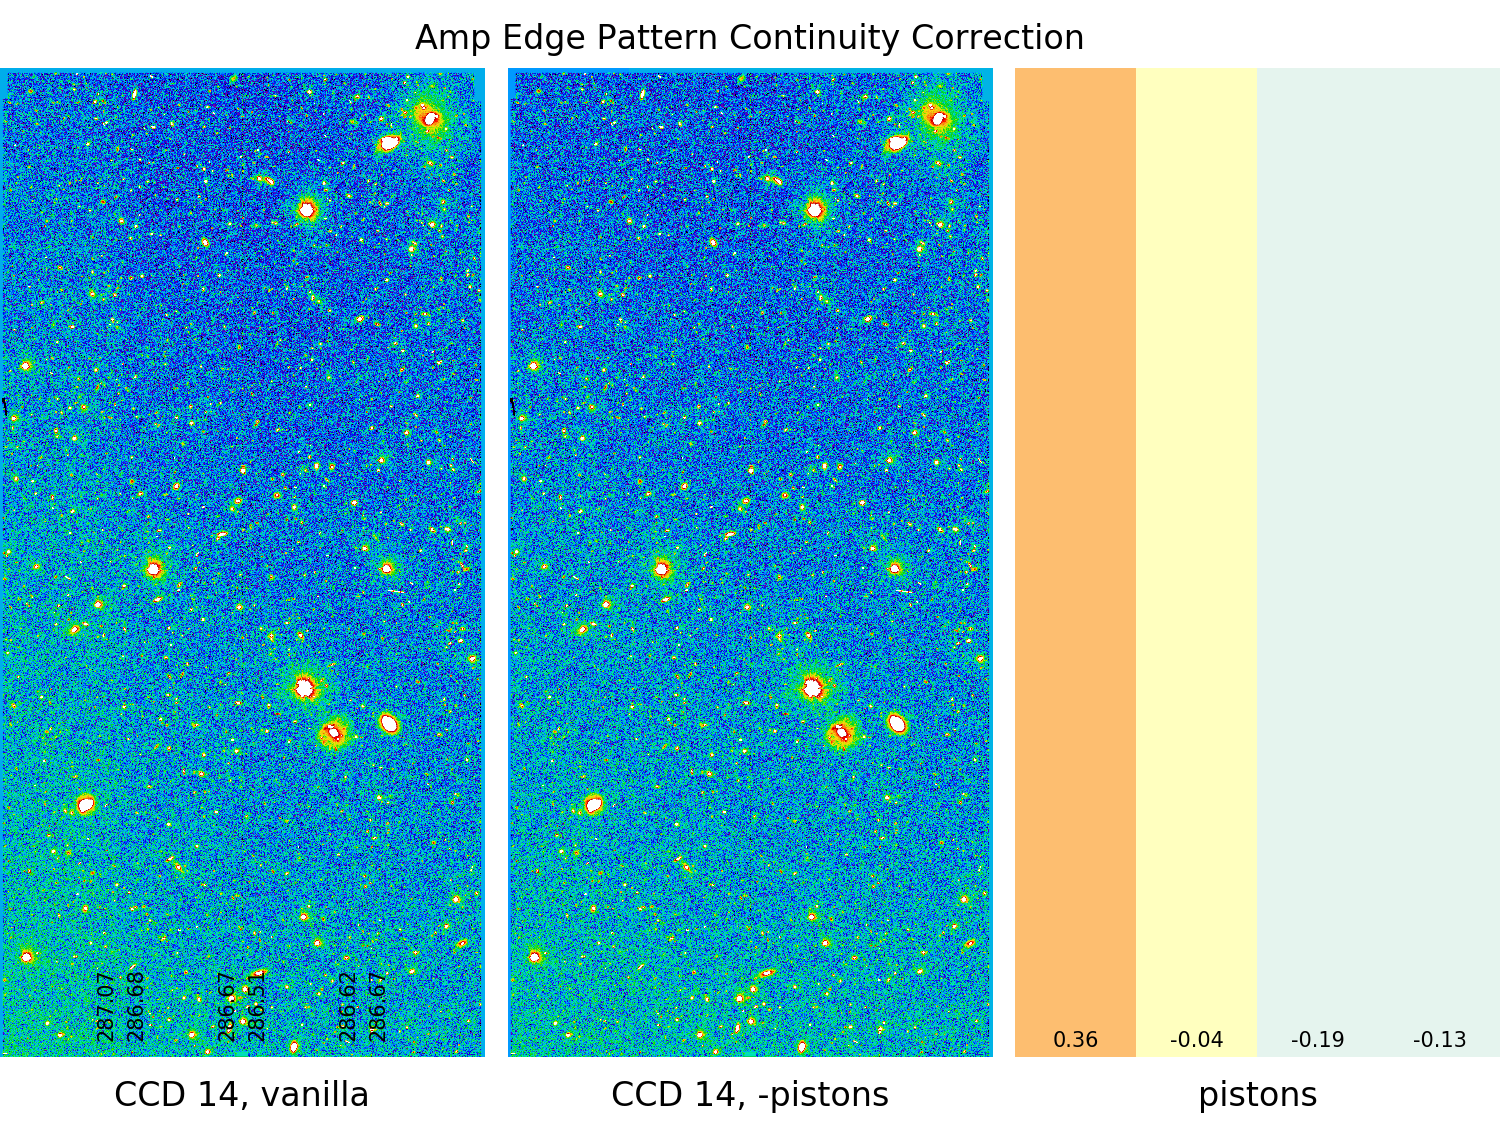 Amp Edge Pattern Continuity Correction
287.07
286.68
286.67
286.51
286.62
286.67
0.36 -0.04 -0.19 -0.13
CCD 14, vanilla CCD 14, -pistons pistons